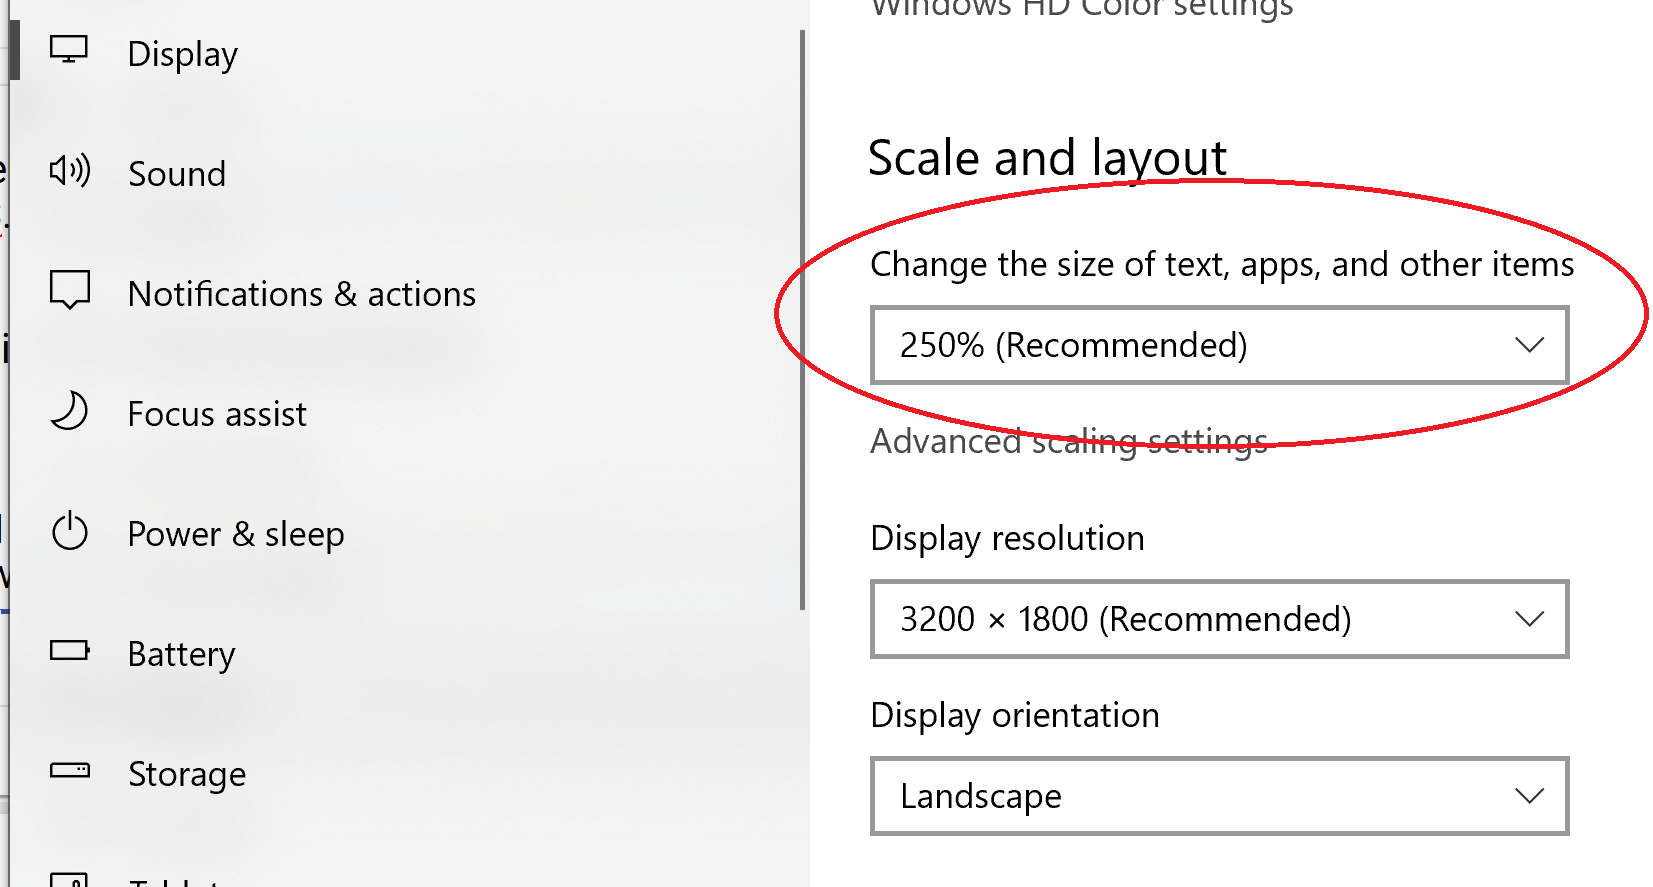 Display
Sound
Notifications & actions
Focus assist
Power & sleep
Battery
Storage
Windows HD Color settings
Scale and layout
Change the size of text, apps, and other items
250% (Recommended)
Advanced scaling settings
Display resolution
3200 × 1800 (Recommended)
Display orientation
Landscape